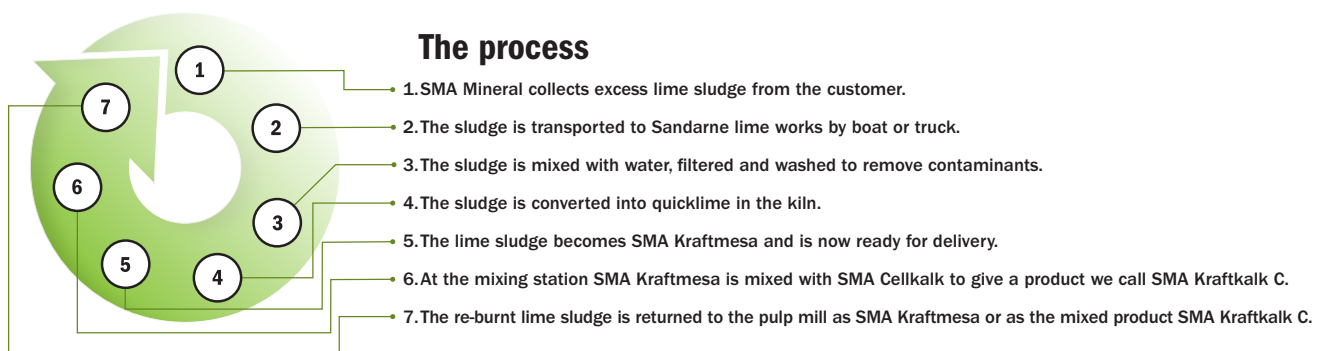 The process
1
1. SMA Mineral collects excess lime sludge from the customer.
7
2
2. The sludge is transported to Sandarne lime works by boat or truck.
3. The sludge is mixed with water, filtered and washed to remove contaminants.
6
4. The sludge is converted into quicklime in the kiln.
3
5. The lime sludge becomes SMA Kraftmesa and is now ready for delivery.
5
4
6. At the mixing station SMA Kraftmesa is mixed with SMA Cellkalk to give a product we call SMA Kraftkalk C.
7. The re-burnt lime sludge is returned to the pulp mill as SMA Kraftmesa or as the mixed product SMA Kraftkalk C.